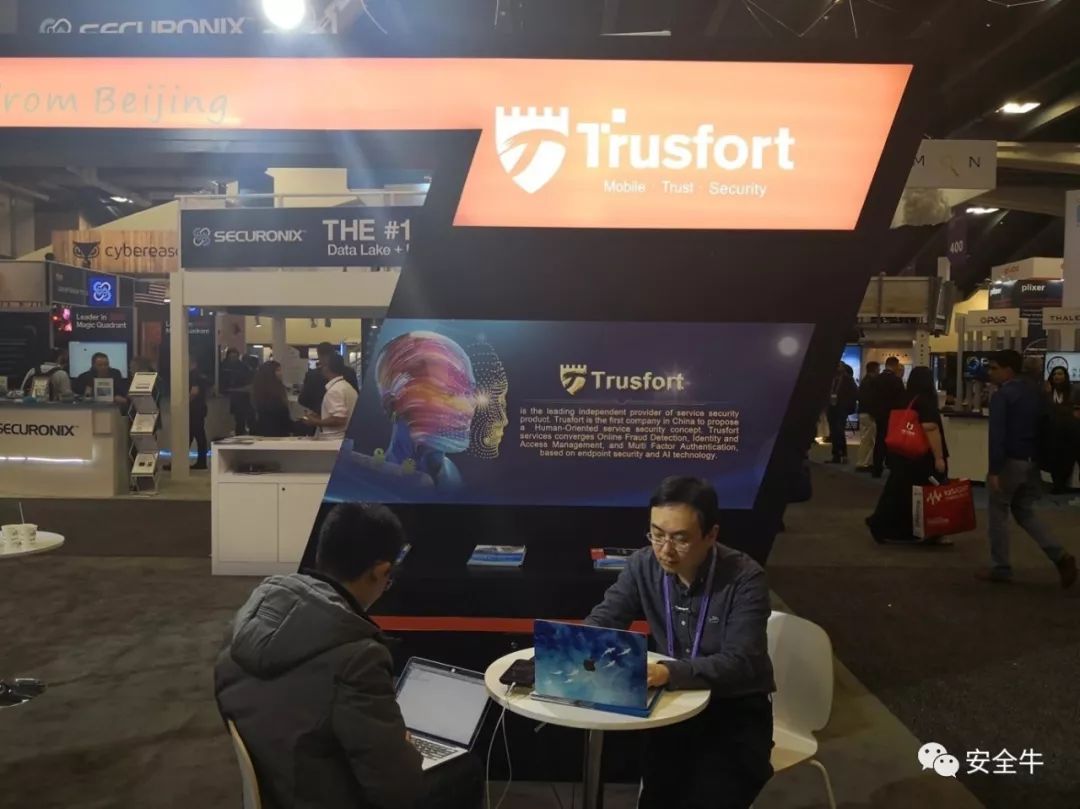 SECURONIX
from Beijing
Trusfort
Mobile · Trust · Security
cybereason
SECURONIX
THE #1
Data Lake +
Leader in
Magic Quadrant
SECURONIX
Trusfort
is the leading independent provider of service security
product. Trusfort is the first company in China to propose
a Human-Oriented service security concept. Trusfort
services converges Online Fraud Detection, Identity and
Access Management, and Muti Factor Authentication,
based on endpoint security and AI technology.
400
plixer
THALE
安全牛